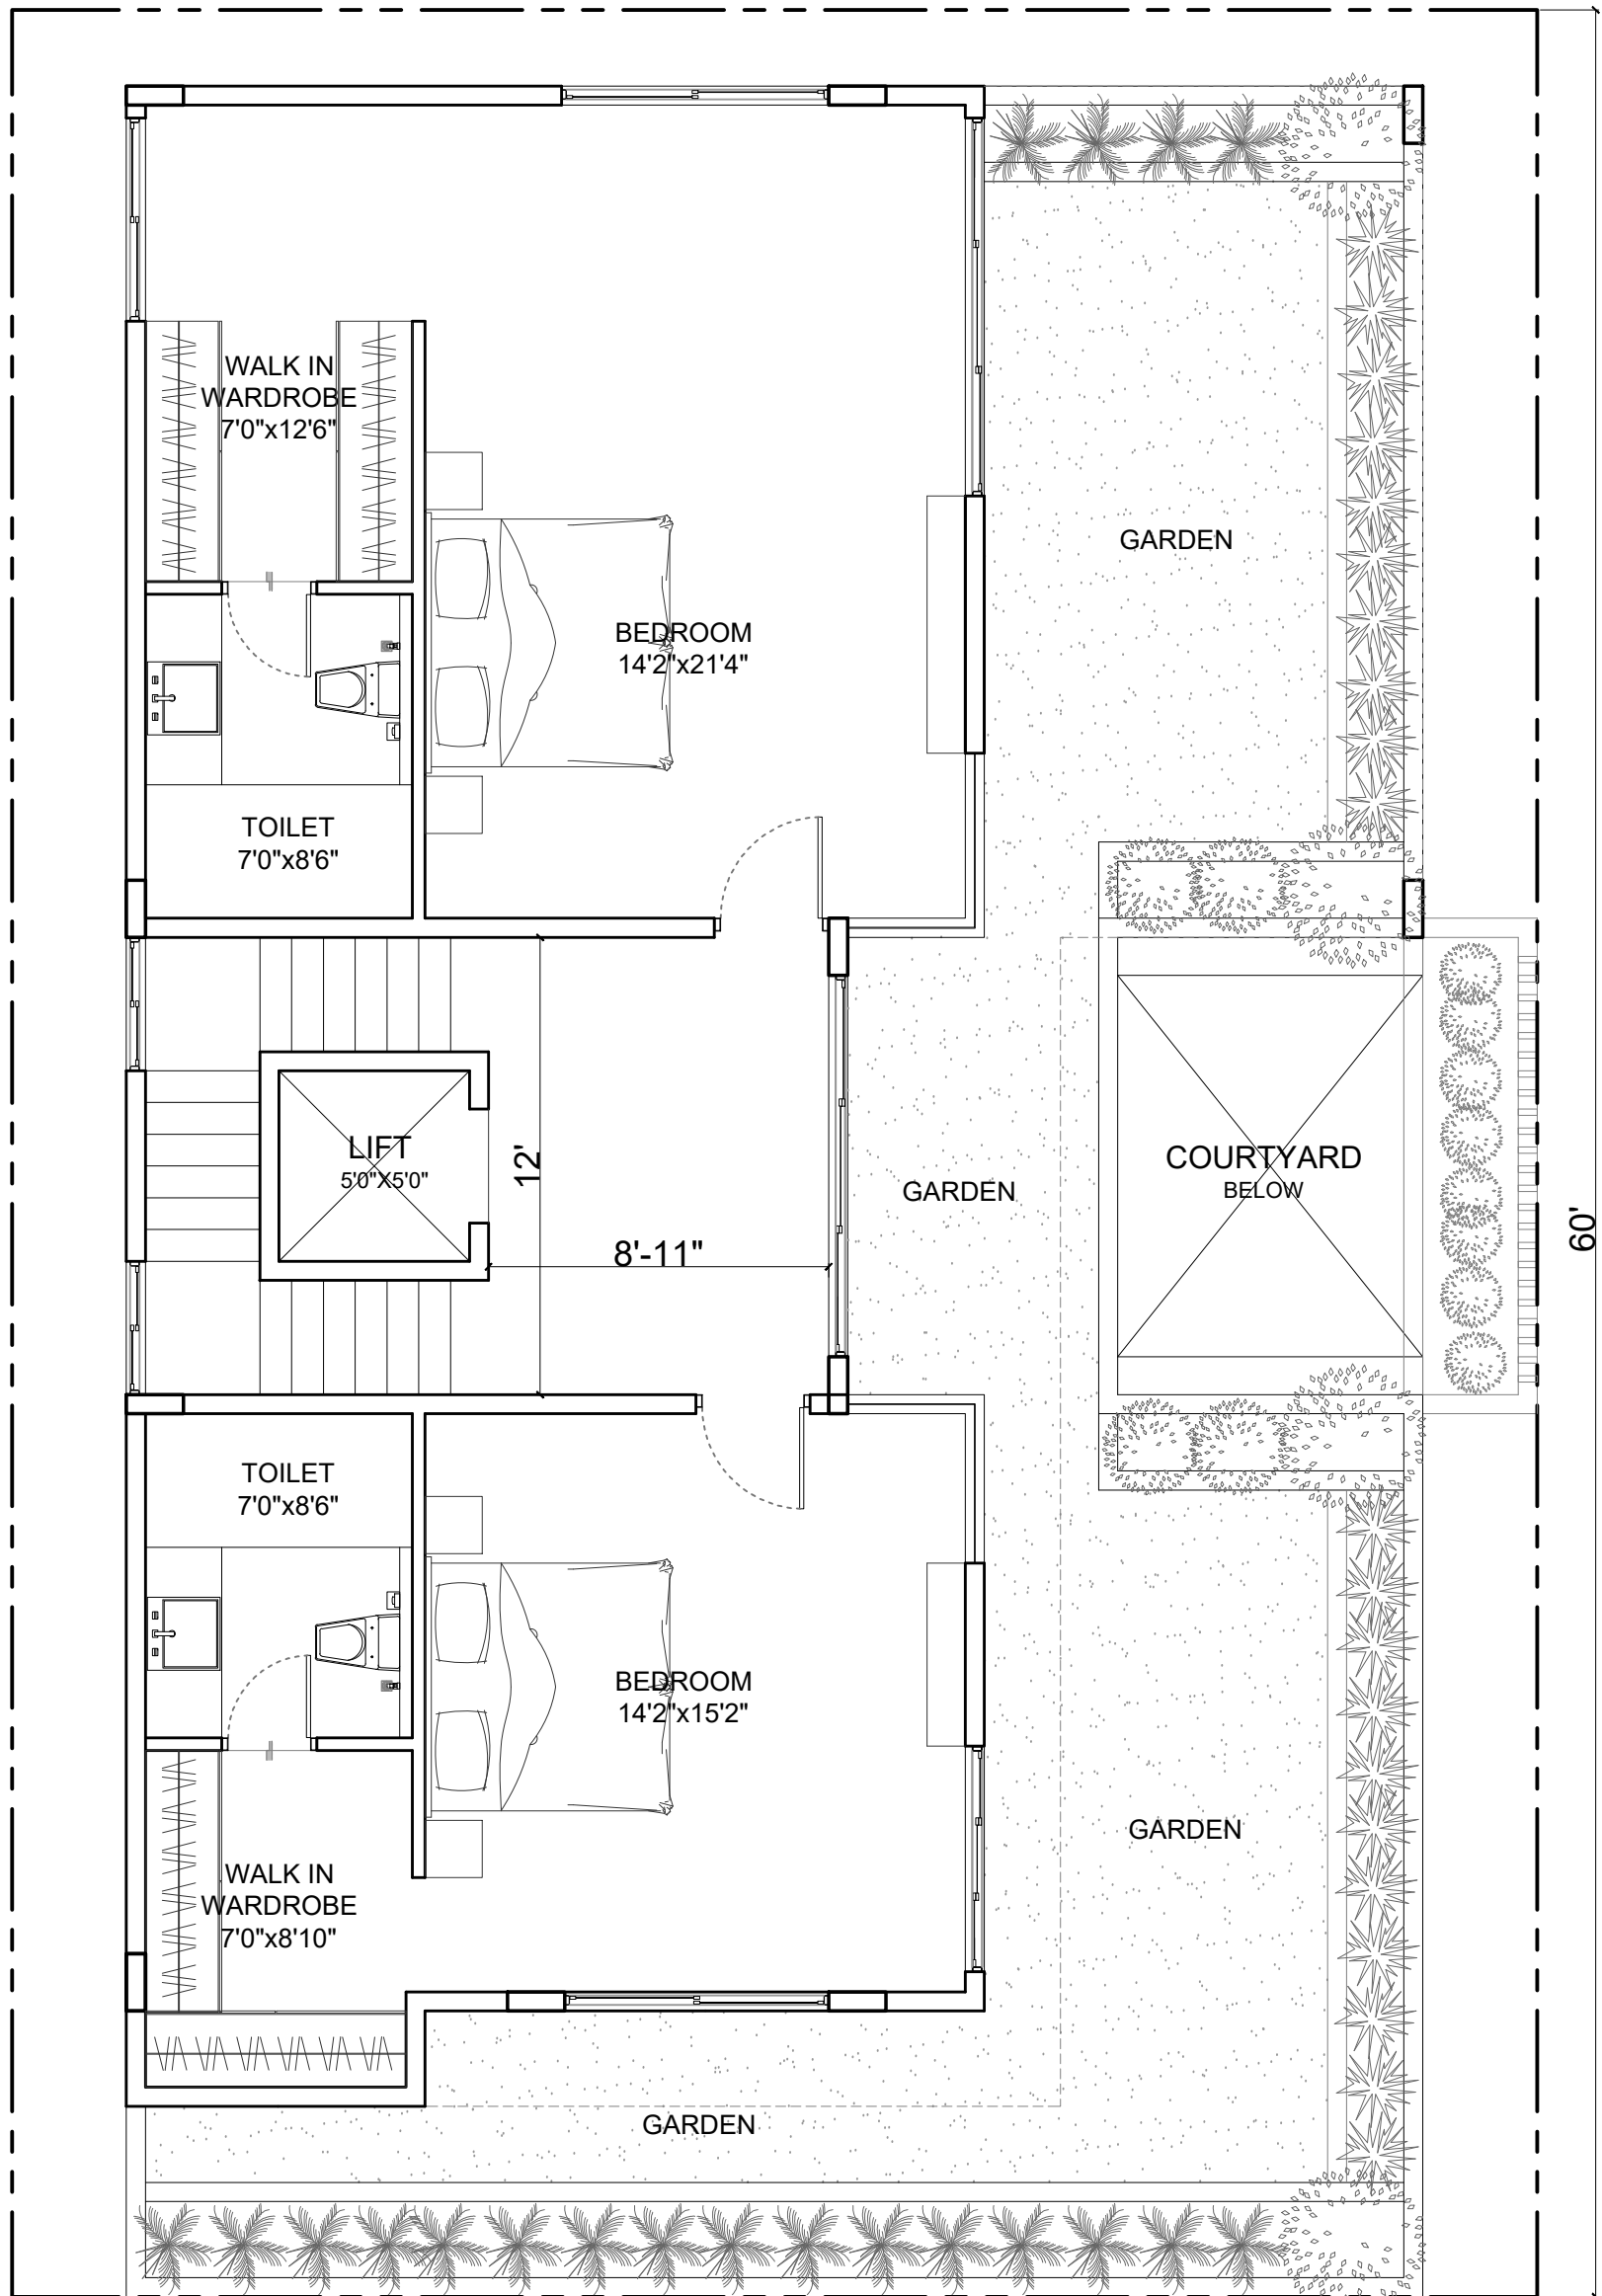 WALK IN
WARDROBE
7'0"x12'6"
GARDEN
BEDROOM
14'2"x21'4"
TOILET
7'0"x8'6"
LIFT
5'0"X5'0"
12'
8'-11"
GARDEN
COURTYARD
BELOW
60'
TOILET
7'0"x8'6"
BEDROOM
14'2"x15'2"
GARDEN
WALK IN
WARDROBE
7'0"x8'10"
GARDEN